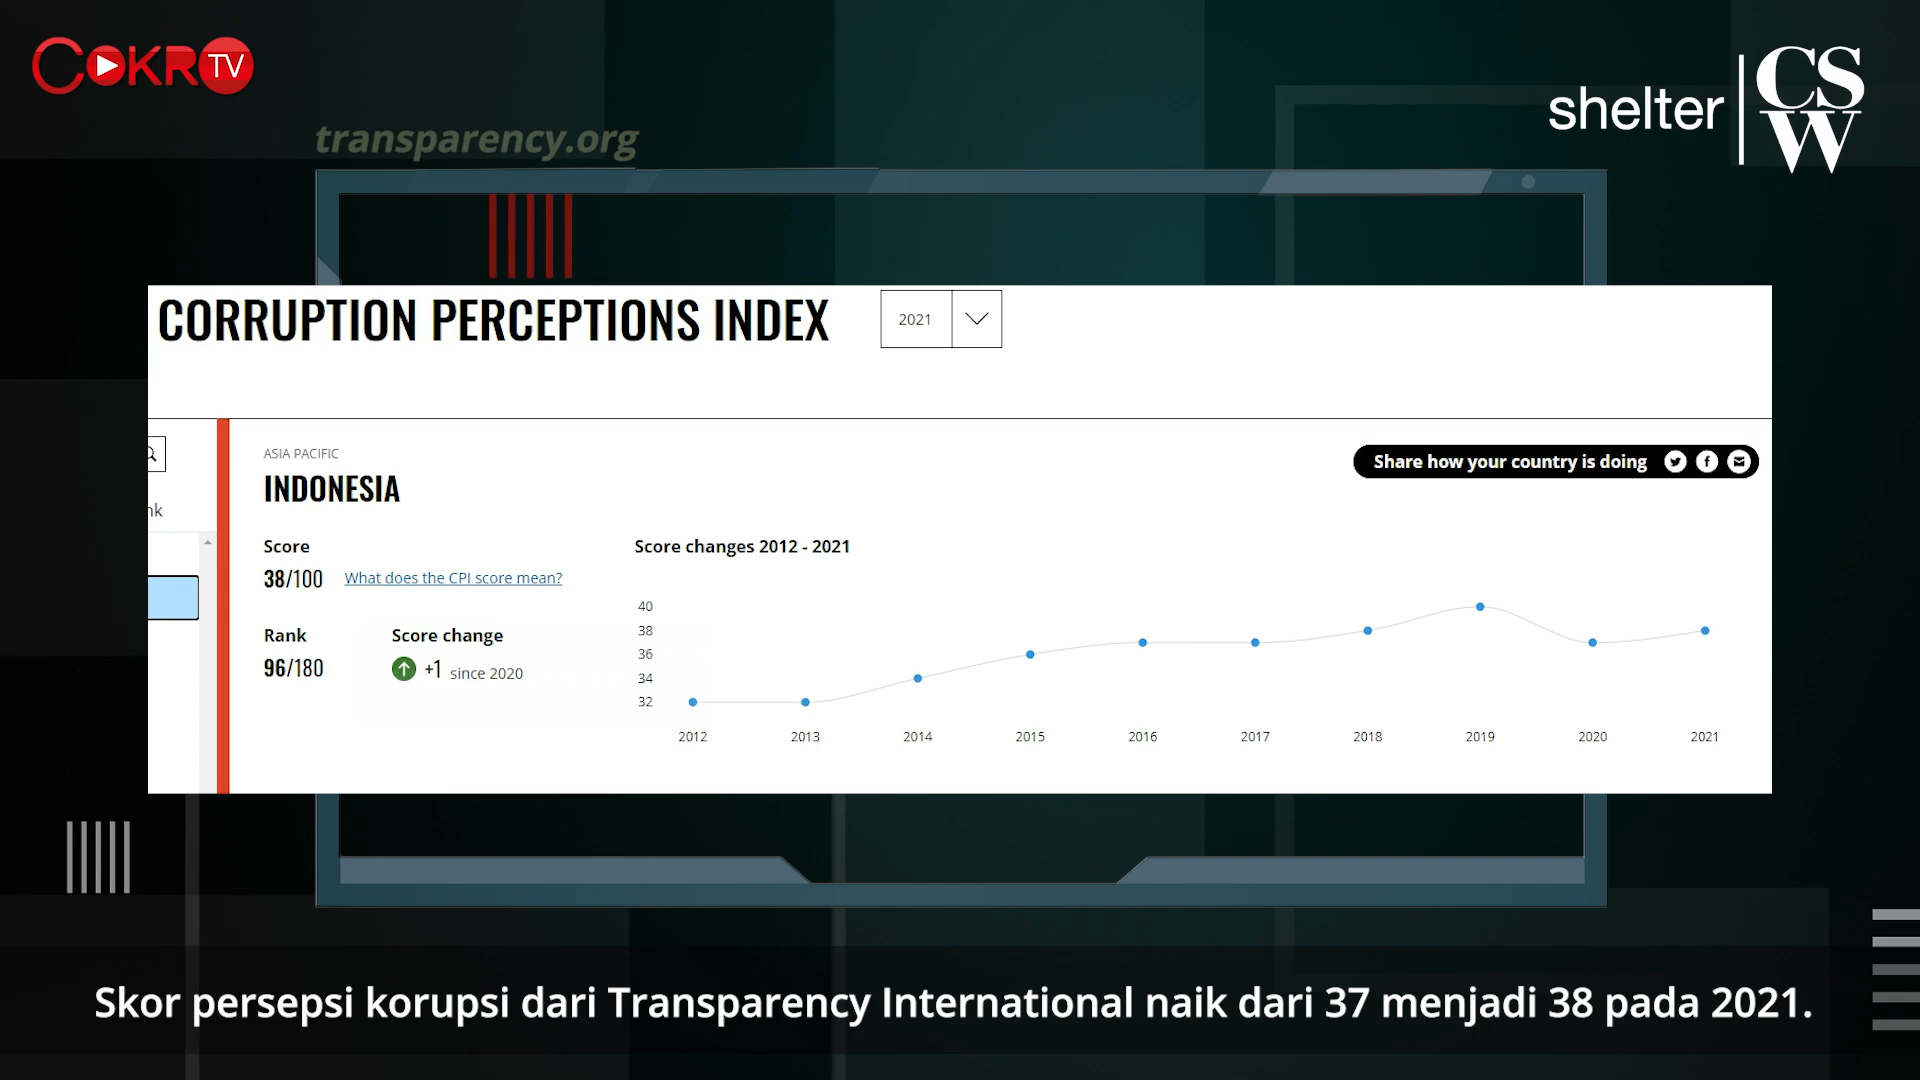 COKRO TV
shelter
CSW
transparency.org
CORRUPTION PERCEPTIONS INDEX
2021
nk
ASIA PACIFIC
INDONESIA
Share how your country is doing
Score
38/100
What does the CPI score mean?
Rank
96/180
Score change
+1 since 2020
Score changes 2012 - 2021
40
38
36
34
32
2012 2013 2014 2015 2016 2017 2018 2019 2020 2021
Skor persepsi korupsi dari Transparency International naik dari 37 menjadi 38 pada 2021.